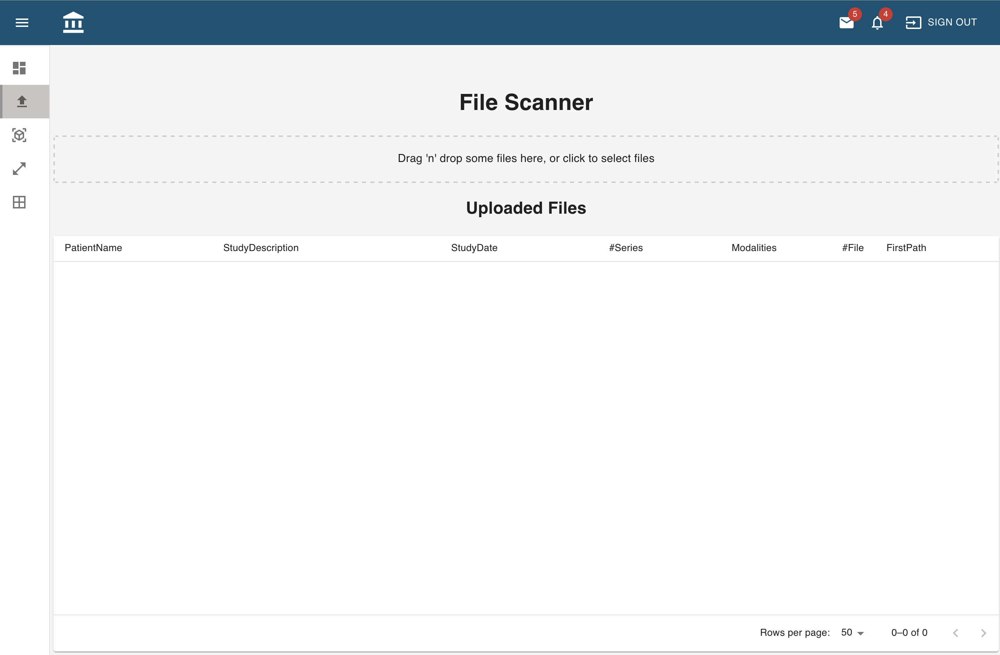 5
4
SIGN OUT
File Scanner
Drag 'n' drop some files here, or click to select files
Uploaded Files
PatientName StudyDescription StudyDate #Series Modalities #File FirstPath
Rows per page: 50 0–0 of 0